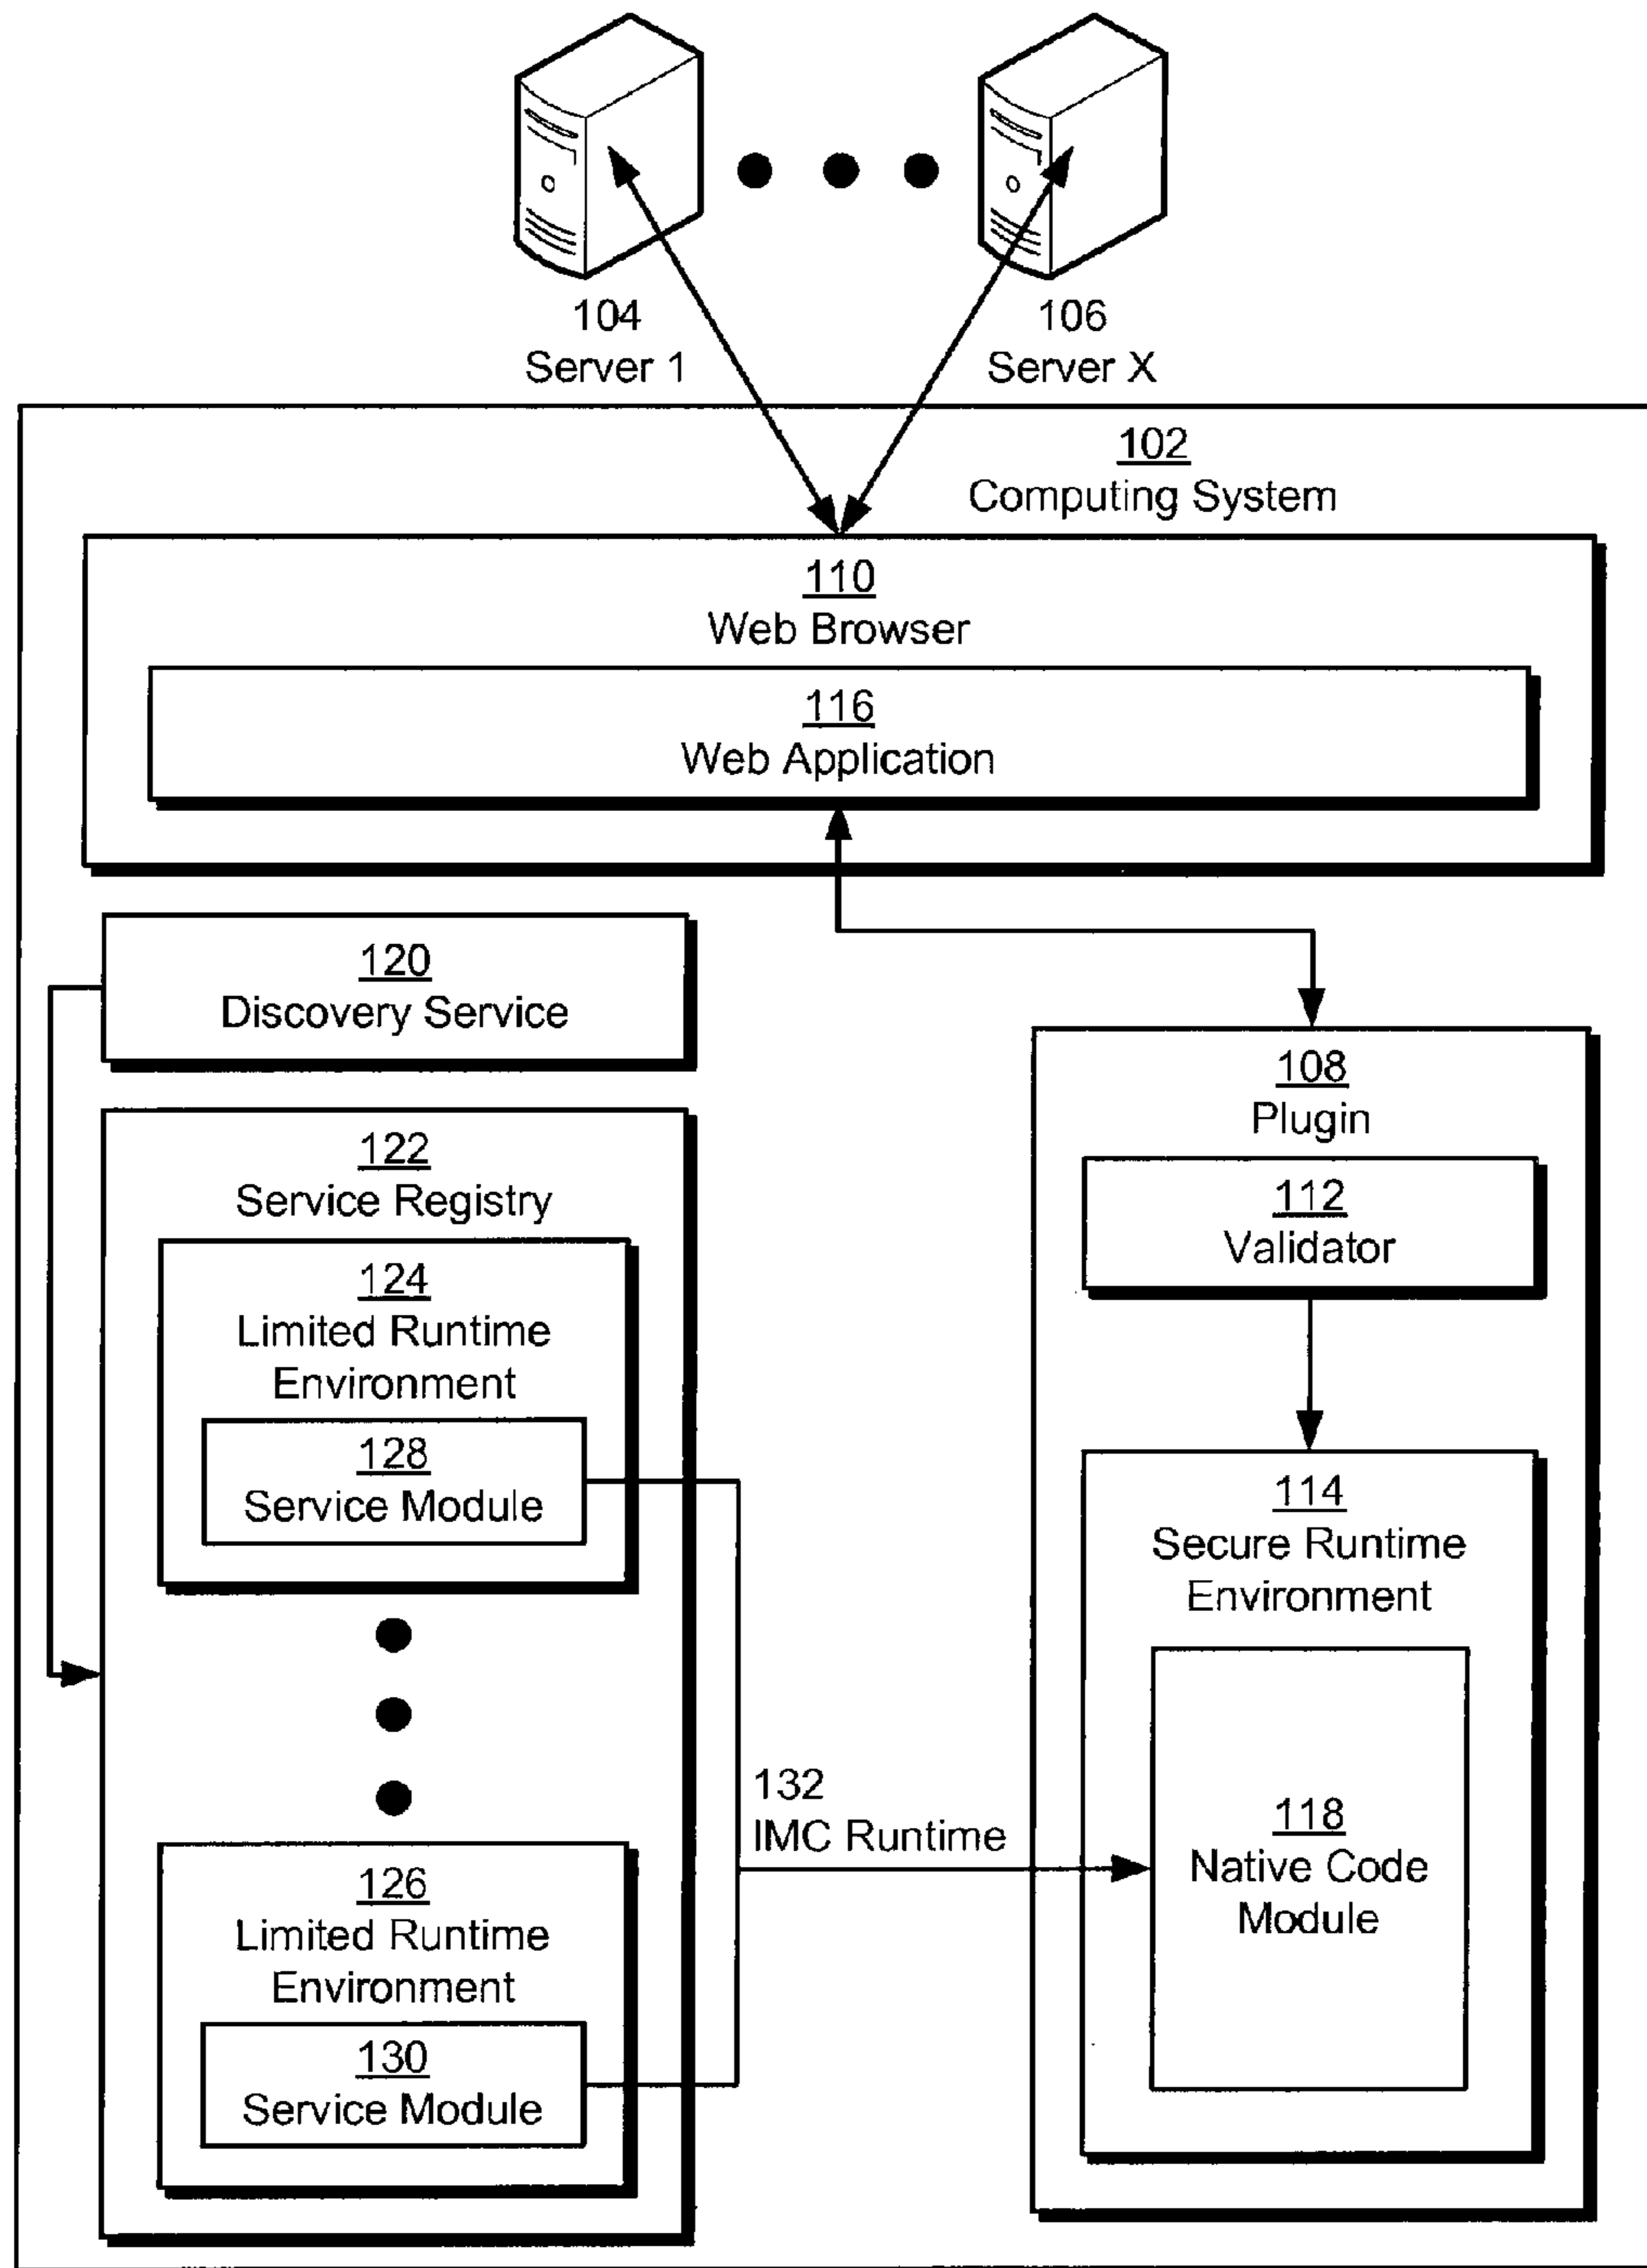 104
Server 1
106
Server X
102
Computing System
110
Web Browser
116
Web Application
120
Discovery Service
108
Plugin
122
Service Registry
112
Validator
124
Limited Runtime
Environment
128
Service Module
114
Secure Runtime
Environment
132
IMC Runtime
118
Native Code
Module
126
Limited Runtime
Environment
130
Service Module